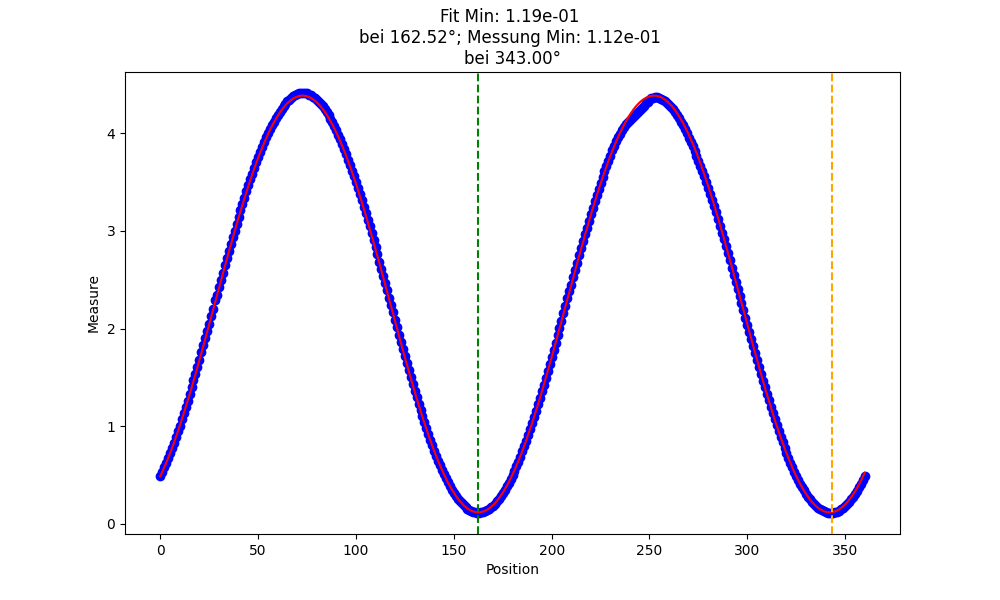 Fit Min: 1.19e-01
bei 162.52°; Messung Min: 1.12e-01
bei 343.00°
Measure
4
3
2
1
0
0 50 100 150 200 250 300 350
Position